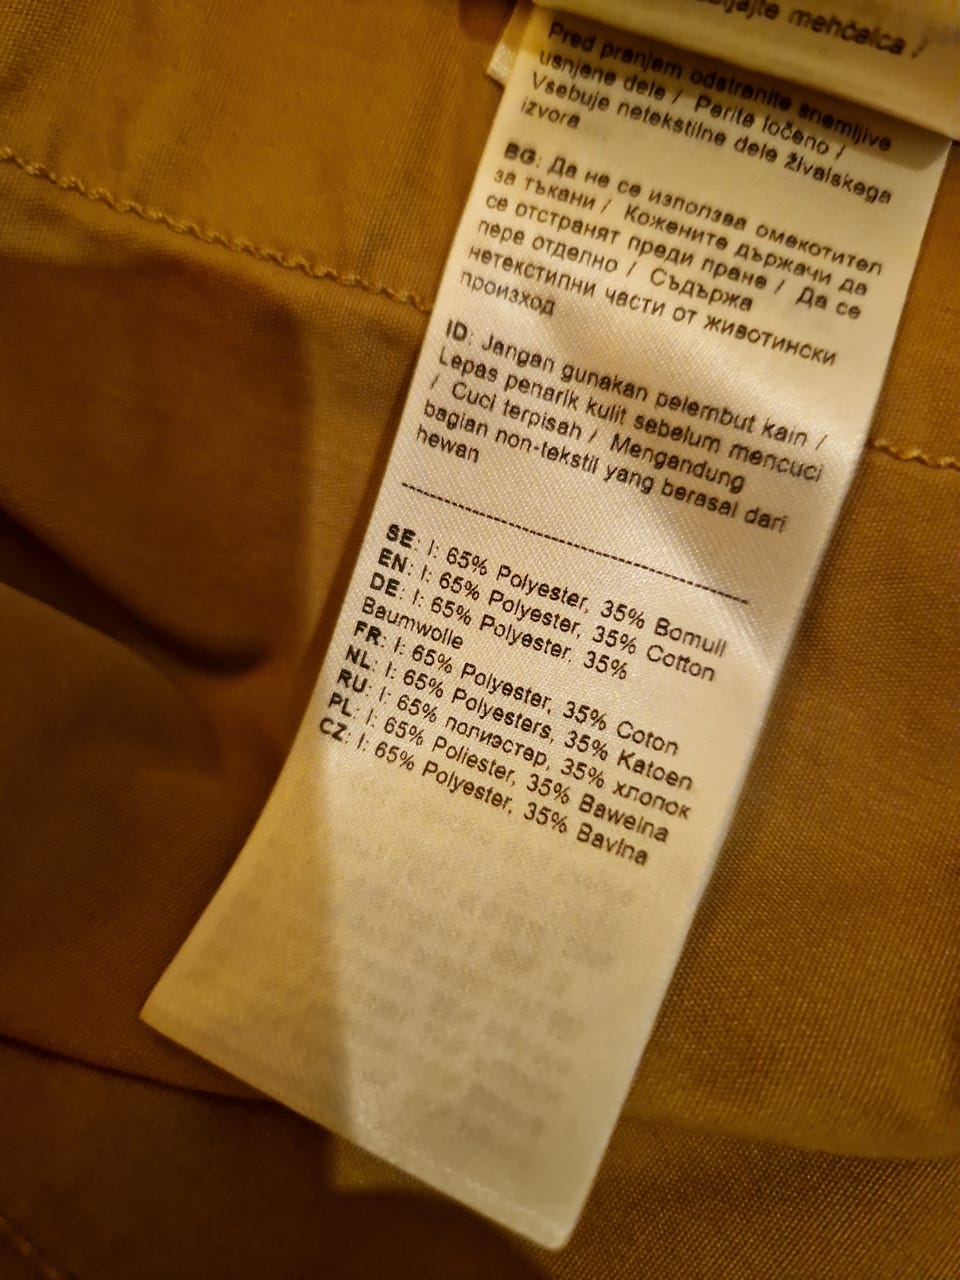 mehčalca /
Pred pranjem odstranite snemljive
usnjene dele / Perite ločeno /
Vsebuje netekstilne dele živalskega
izvora
BG: Да не се използва омекотител
за тъкани / Кожените държачи да
се отстранят преди пране / Да се
пере отделно / Съдържа
нетекстилни части от животински
произход
ID: Jangan gunakan pelembut kain /
Lepas penarik kulit sebelum mencuci
/ Cuci terpisah / Mengandung
bagian non-tekstil yang berasal dari
hewan
SE: I: 65% Polyester, 35% Bomull
EN: I: 65% Polyester, 35% Cotton
DE: I: 65% Polyester, 35%
Baumwolle
FR: I: 65% Polyester, 35% Coton
NL: I: 65% Polyesters, 35% Katoen
RU: I: 65% полиэстер, 35% хлопок
PL: I: 65% Poliester, 35% Bawełna
CZ: I: 65% Polyester, 35% Bavlna